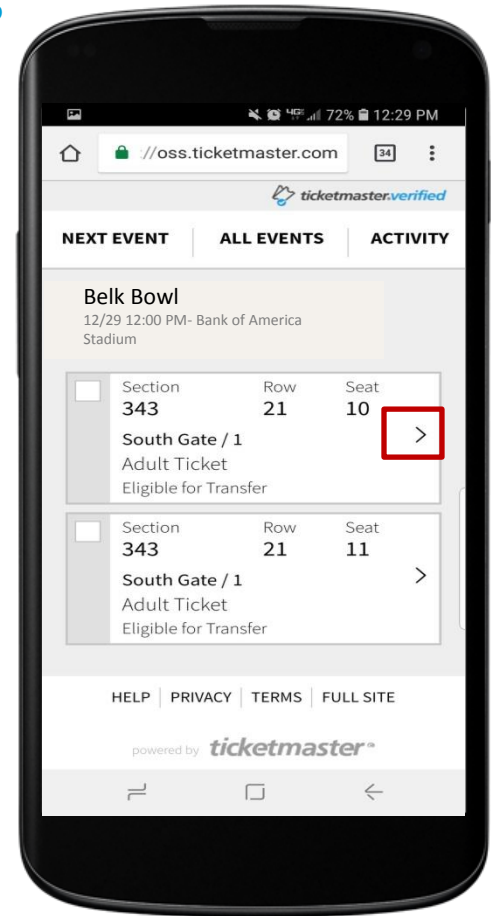 4G 72% 12:29 PM
://oss.ticketmaster.com 34
ticketmaster.verified
NEXT EVENT ALL EVENTS ACTIVITY
Belk Bowl
12/29 12:00 PM- Bank of America
Stadium
Section Row Seat
343 21 10
South Gate / 1
Adult Ticket
Eligible for Transfer
Section Row Seat
343 21 11
South Gate / 1
Adult Ticket
Eligible for Transfer
HELP PRIVACY TERMS FULL SITE
powered by ticketmaster